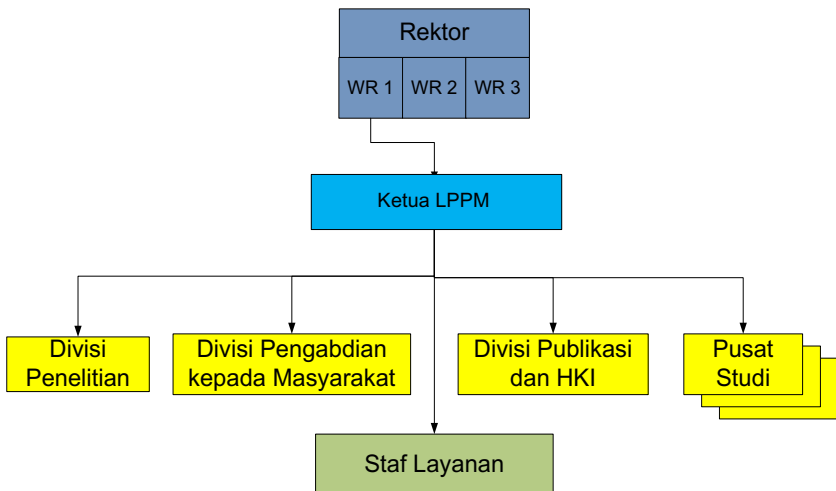 Rektor
WR 1 WR 2 WR 3
Ketua LPPM
Divisi
Penelitian
Divisi Pengabdian
kepada Masyarakat
Divisi Publikasi
dan HKI
Pusat
Studi
Staf Layanan